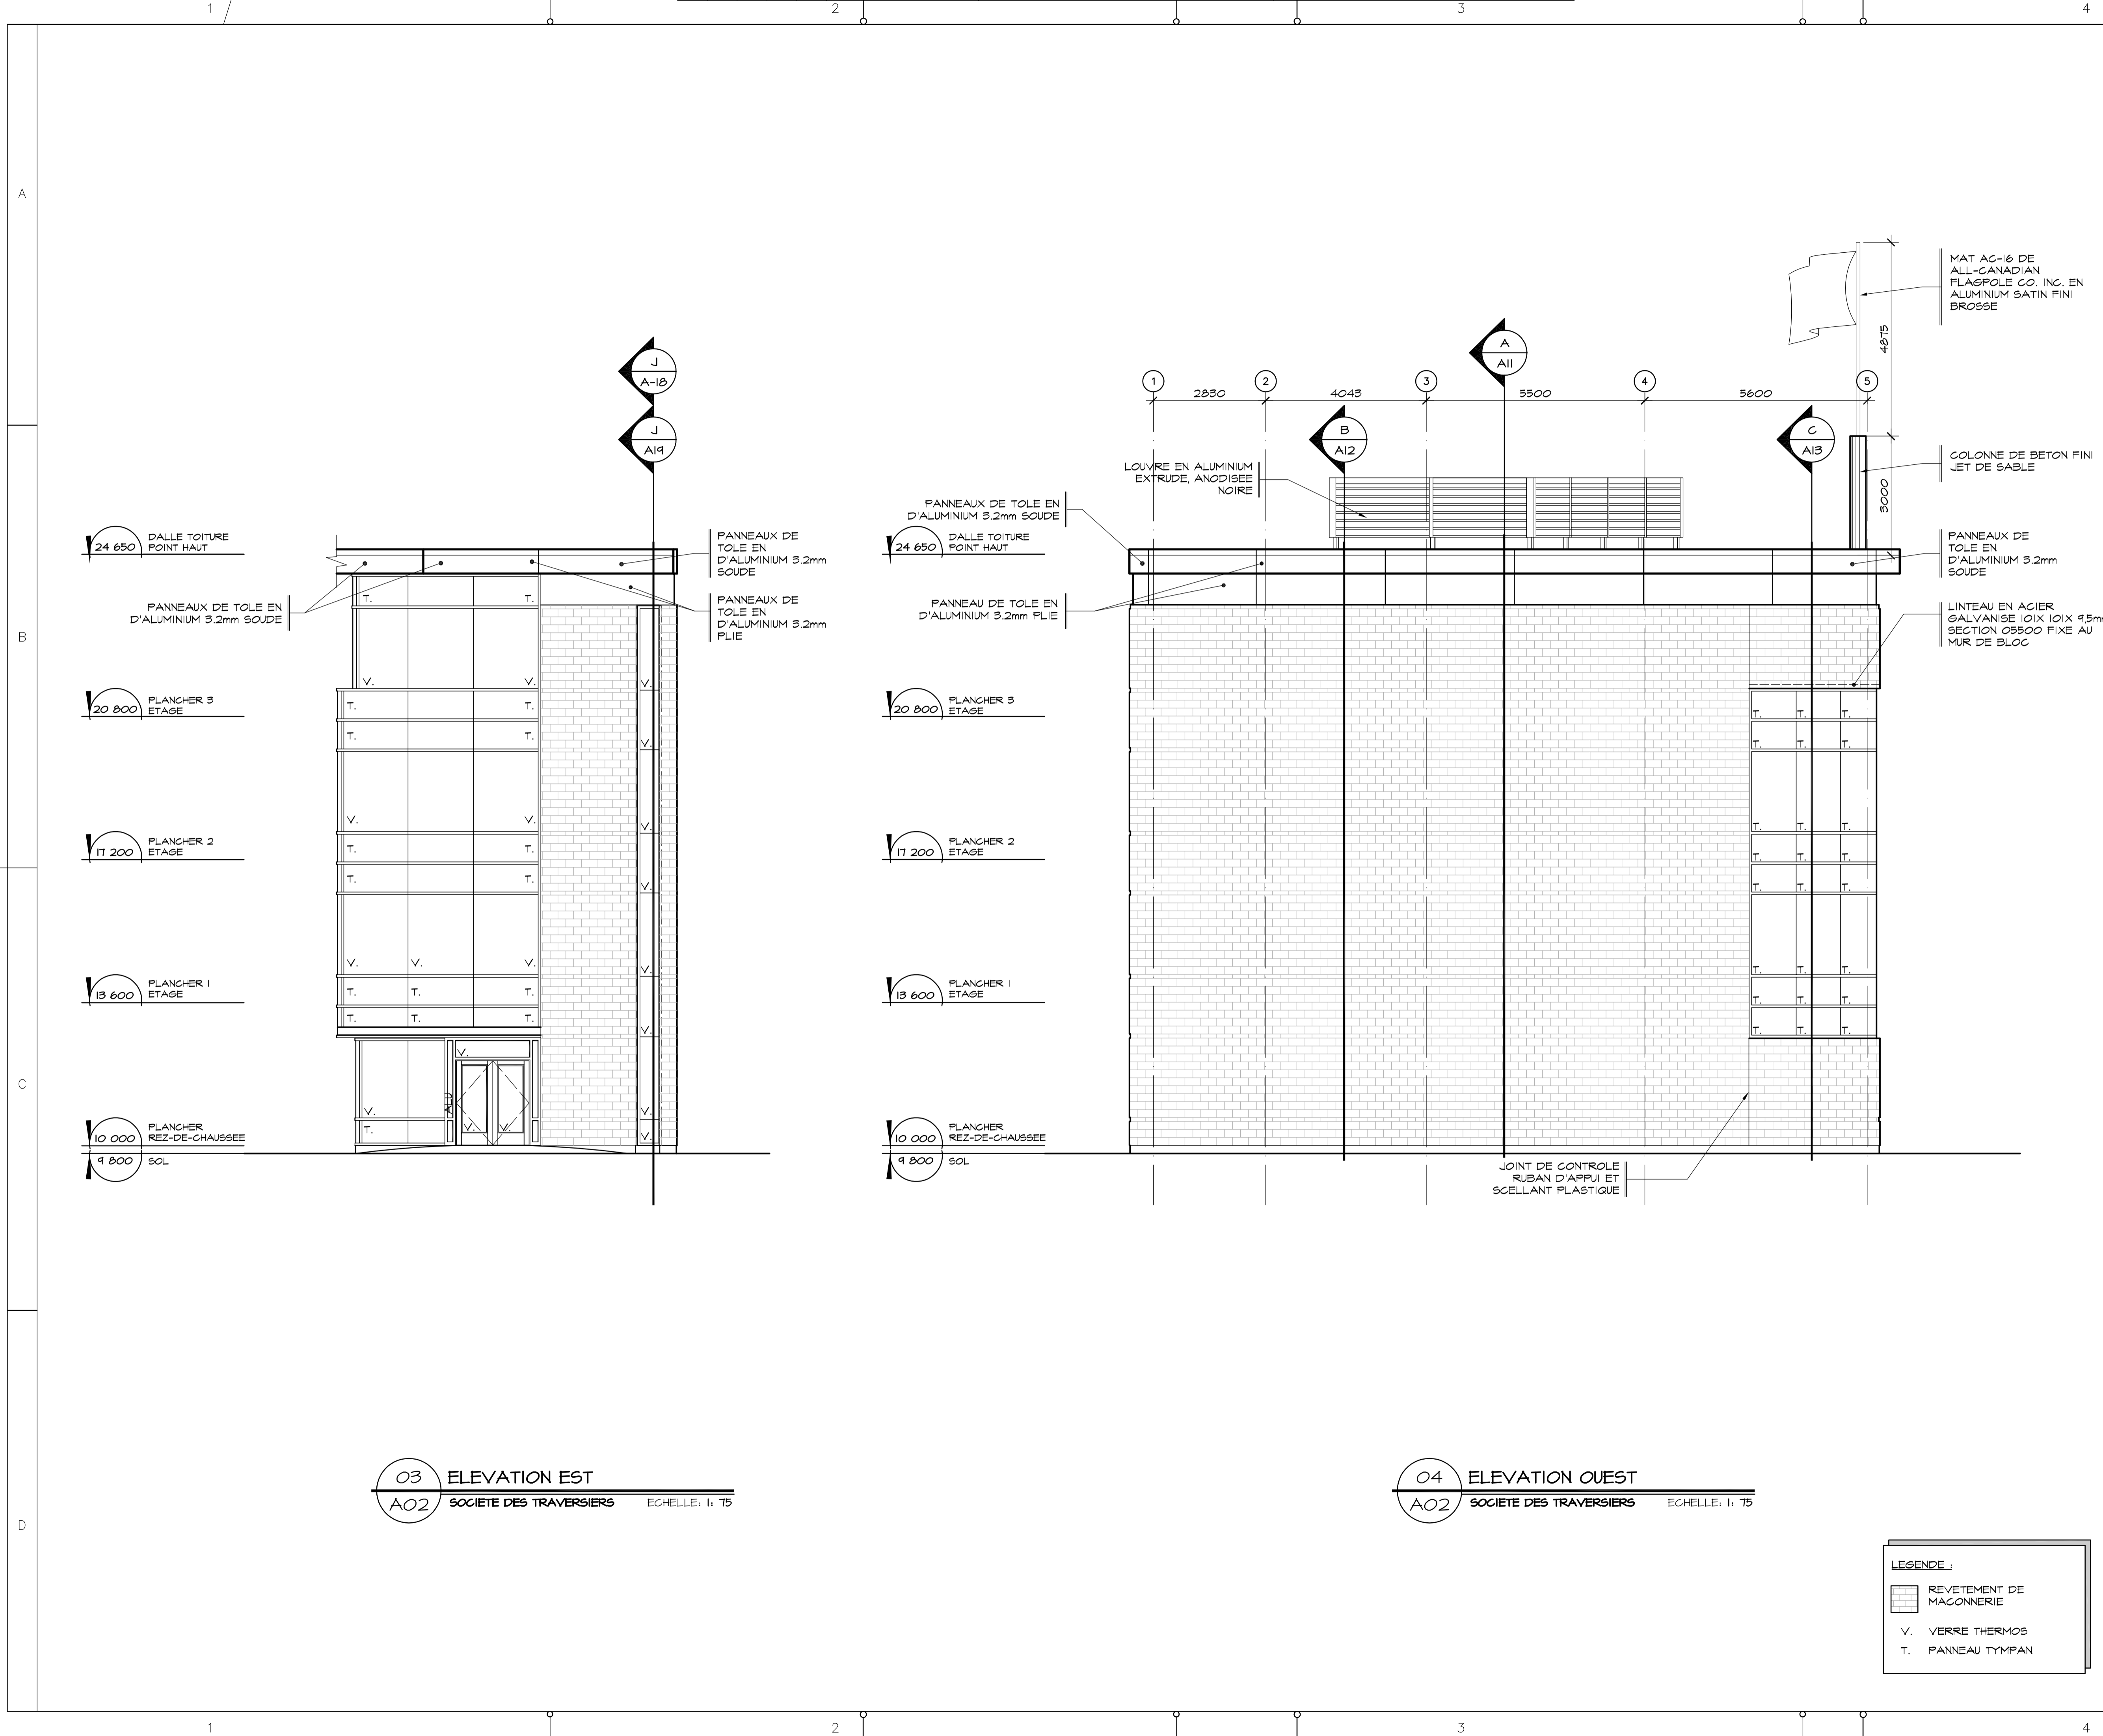 1
2
3
4
A
B
C
D
J
A-18
J
A19
24 650
DALLE TOITURE
POINT HAUT
PANNEAUX DE TOLE EN
D'ALUMINIUM 3.2mm SOUDE
PANNEAUX DE
TOLE EN
D'ALUMINIUM 3.2mm
SOUDE
PANNEAUX DE
TOLE EN
D'ALUMINIUM 3.2mm
PLIE
20 800
PLANCHER 3
ETAGE
17 200
PLANCHER 2
ETAGE
13 600
PLANCHER 1
ETAGE
10 000
PLANCHER
REZ-DE-CHAUSSEE
9 800
SOL
T. T.
V. V. V.
T. T.
V.
T. T.
V. V. V.
T. T.
T. T.
V.
V. V. V.
V.
T. T. T.
T. T. T.
V.
V.
ALU
V. V.
T. V. V. V.
03
A02
ELEVATION EST
SOCIETE DES TRAVERSIERS
ECHELLE: 1: 75
MAT AC-16 DE
ALL-CANADIAN
FLAGPOLE CO. INC. EN
ALUMINIUM SATIN FINI
BROSSE
4875
A
A11
1 2 3 4 5
2830 4043 5500 5600
B
A12
C
A13
COLONNE DE BETON FINI
JET DE SABLE
3000
LOUVRE EN ALUMINIUM
EXTRUDE, ANODISEE
NOIRE
PANNEAUX DE TOLE EN
D'ALUMINIUM 3.2mm SOUDE
24 650
DALLE TOITURE
POINT HAUT
PANNEAUX DE
TOLE EN
D'ALUMINIUM 3.2mm
SOUDE
PANNEAU DE TOLE EN
D'ALUMINIUM 3.2mm PLIE
LINTEAU EN ACIER
GALVANISE 101X 101X 9,5m
SECTION 05500 FIXE AU
MUR DE BLOC
20 800
PLANCHER 3
ETAGE
T. T. T.
T. T. T.
17 200
PLANCHER 2
ETAGE
T. T. T.
T. T. T.
T. T. T.
13 600
PLANCHER 1
ETAGE
T. T. T.
T. T. T.
T. T. T.
10 000
PLANCHER
REZ-DE-CHAUSSEE
9 800
SOL
JOINT DE CONTROLE
RUBAN D'APPUI ET
SCELLANT PLASTIQUE
04
A02
ELEVATION OUEST
SOCIETE DES TRAVERSIERS
ECHELLE: 1: 75
LEGENDE :
REVETEMENT DE
MACONNERIE
V. VERRE THERMOS
T. PANNEAU TYMPAN
1
2
3
4